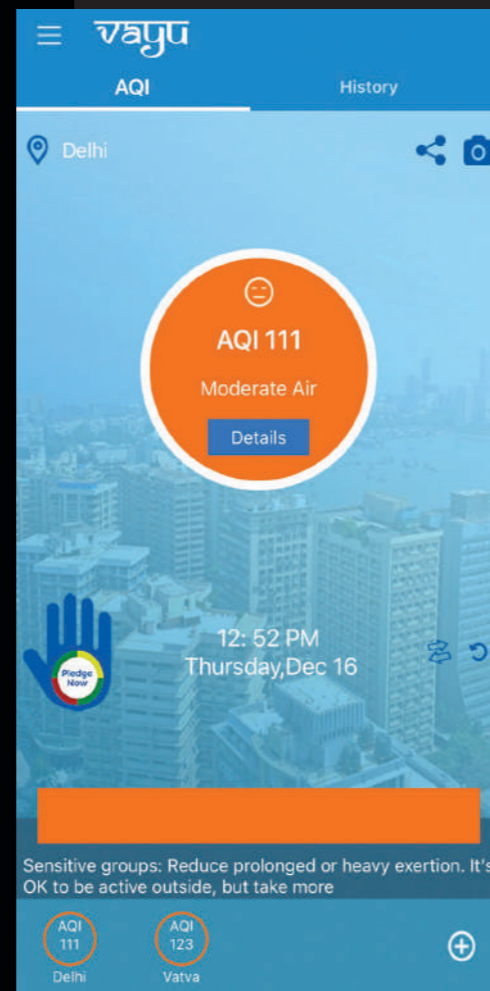 vayu
AQI
History
Delhi
AQI 111
Moderate Air
Details
Pledge
Now
12: 52 PM
Thursday,Dec 16
Sensitive groups: Reduce prolonged or heavy exertion. It's
OK to be active outside, but take more
AQI
111
Delhi
AQI
123
Vatva